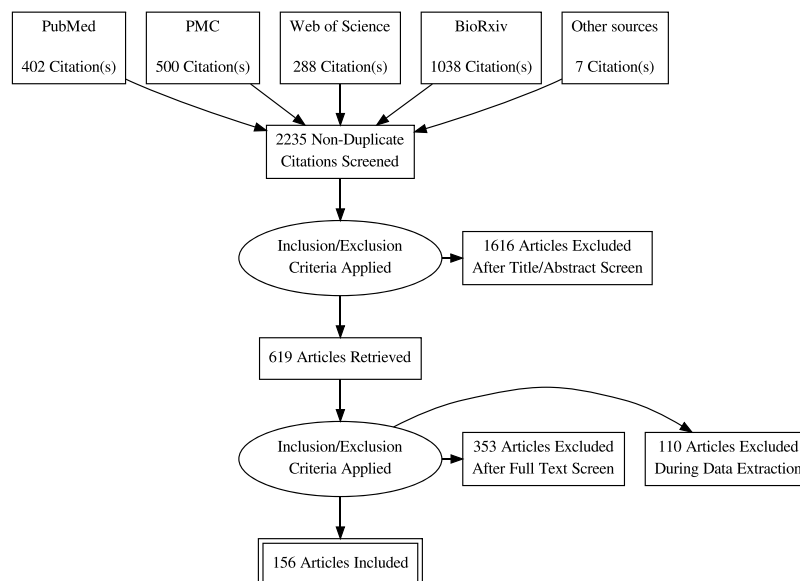 PubMed
402 Citation(s)
PMC
500 Citation(s)
Web of Science
288 Citation(s)
BioRxiv
1038 Citation(s)
Other sources
7 Citation(s)
2235 Non-Duplicate
Citations Screened
Inclusion/Exclusion
Criteria Applied
1616 Articles Excluded
After Title/Abstract Screen
619 Articles Retrieved
Inclusion/Exclusion
Criteria Applied
353 Articles Excluded
After Full Text Screen
110 Articles Excluded
During Data Extraction
156 Articles Included